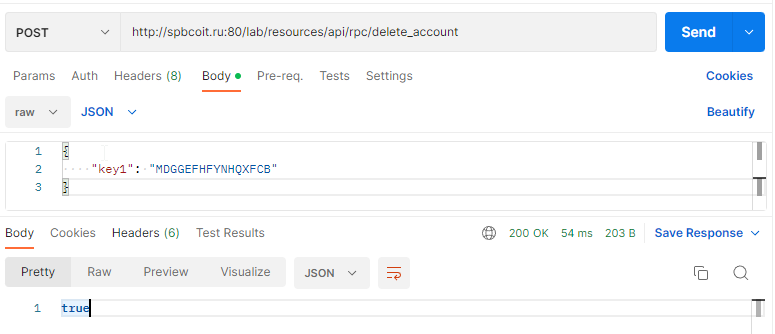 POST http://spbcoit.ru:80/lab/resources/api/rpc/delete_account Send
Params Auth Headers (8) Body Pre-req. Tests Settings Cookies
raw JSON Beautify
1 {
2 "key1": "MDGGEFHFYNHQXFCB"
3 }
Body Cookies Headers (6) Test Results 200 OK 54 ms 203 B Save Response
Pretty Raw Preview Visualize JSON
1 true